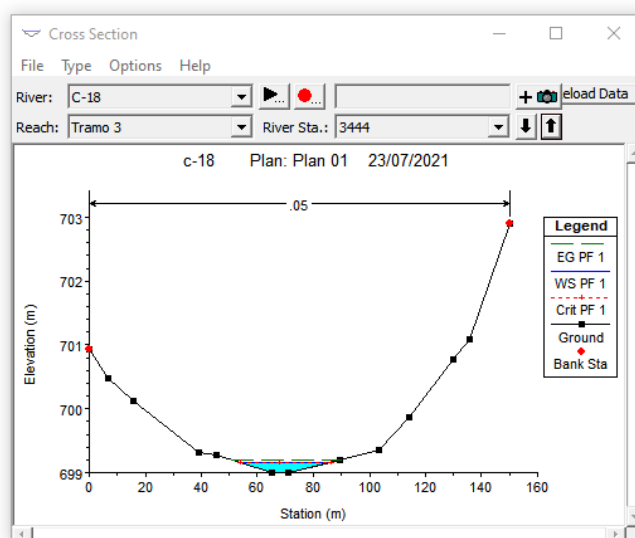 Cross Section
File Type Options Help
River: C-18 + eload Data
Reach: Tramo 3 River Sta.: 3444
c-18 Plan: Plan 01 23/07/2021
.05
703
702
701
700
699
Elevation (m)
0 20 40 60 80 100 120 140 160
Station (m)
Legend
EG PF 1
WS PF 1
Crit PF 1
Ground
Bank Sta